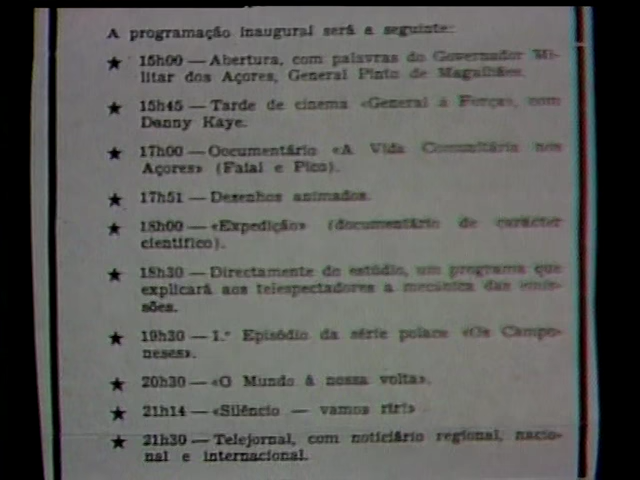 A programação inaugural será a seguinte:
★ 15h00 — Abertura, com palavras do Governador Mi-
litar dos Açores, General Pinto de Magalhães.
★ 15h45 — Tarde de cinema «General à Força», com
Danny Kaye.
★ 17h00 — Documentário «A Vida Comunitária nos
Açores» (Faial e Pico).
★ 17h51 — Desenhos animados.
★ 18h00 — «Expedição» (documentário de carácter
científico).
★ 18h30 — Directamente do estúdio, um programa que
explicará aos telespectadores a mecânica das emis-
sões.
★ 19h30 — 1.º Episódio da série polaca «Os Campo-
neses».
★ 20h30 — «O Mundo à nossa volta».
★ 21h14 — «Silêncio — vamos rir!»
★ 21h30 — Telejornal, com noticiário regional, nacio-
nal e internacional.